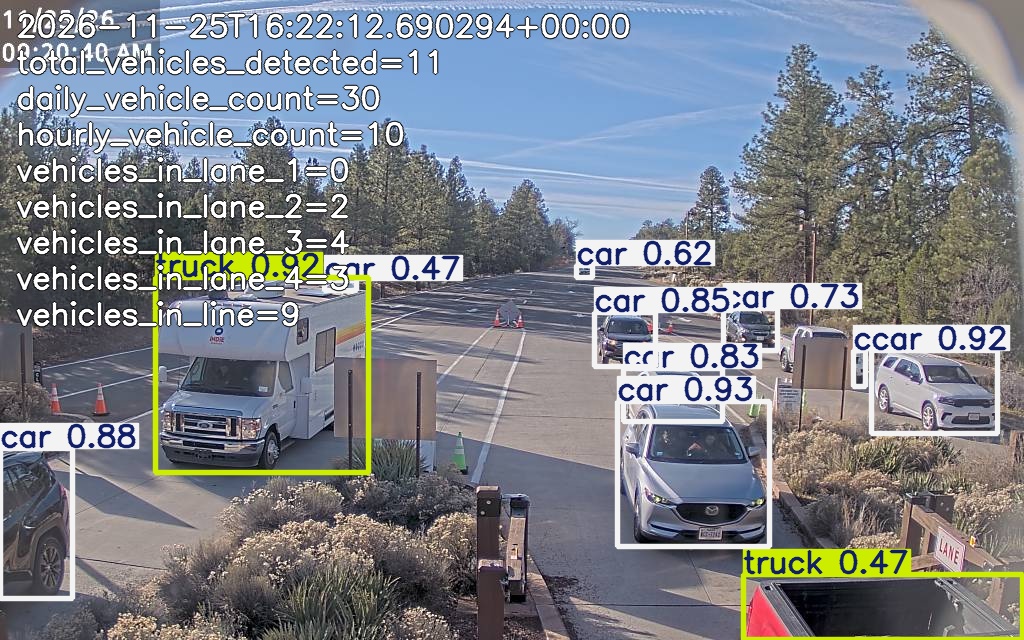 2026-11-25T16:22:12.690294+00:00
total_vehicles_detected=11
daily_vehicle_count=30
hourly_vehicle_count=10
vehicles_in_lane_1=0
vehicles_in_lane_2=2
vehicles_in_lane_3=4
vehicles_in_lane_4=3
vehicles_in_line=9
truck 0.92
car 0.47
car 0.62
car 0.85
car 0.73
car 0.92
car 0.83
car 0.93
car 0.88
truck 0.47
LANE